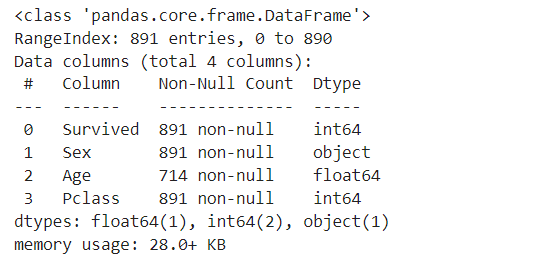 <class 'pandas.core.frame.DataFrame'>
RangeIndex: 891 entries, 0 to 890
Data columns (total 4 columns):
 #   Column    Non-Null Count  Dtype
---  ------    --------------  -----
 0   Survived  891 non-null    int64
 1   Sex       891 non-null    object
 2   Age       714 non-null    float64
 3   Pclass    891 non-null    int64
dtypes: float64(1), int64(2), object(1)
memory usage: 28.0+ KB